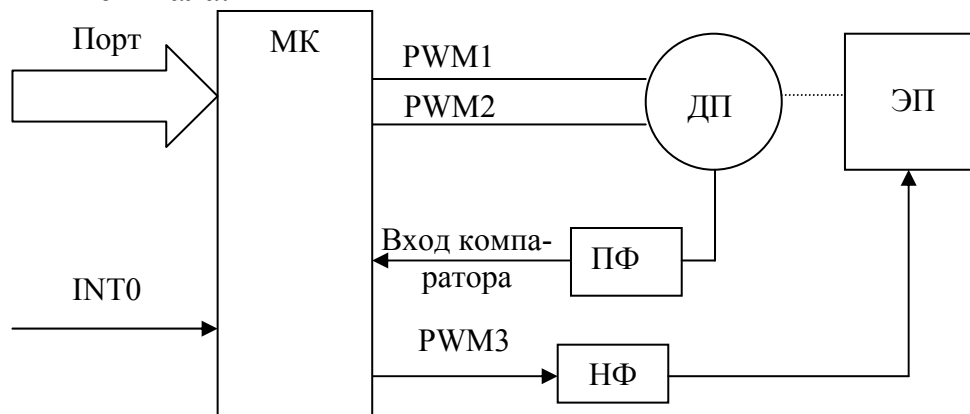 Порт
МК
PWM1
PWM2
ДП
ЭП
Вход компа-
ратора
ПФ
INT0
PWM3
НФ